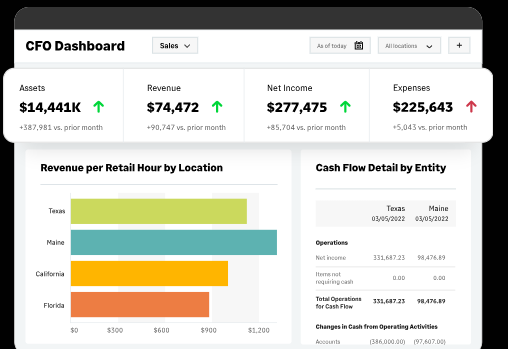 CFO Dashboard
Sales
As of today
All locations
+
Assets
$14,441K
+387,981 vs. prior month
Revenue
$74,472
+90,747 vs. prior month
Net Income
$277,475
+85,704 vs. prior month
Expenses
$225,643
+5,043 vs. prior month
Revenue per Retail Hour by Location
Texas
Maine
California
Florida
$0 $300 $600 $900 $1,200
Cash Flow Detail by Entity
Texas Maine
03/05/2022 03/05/2022
Operations
Net income 331,687.23 98,476.89
Items not
requiring cash 0.00 0.00
Total Operations
for Cash Flow 331,687.23 98,476.89
Changes in Cash from Operating Activities
Accounts (386,000.00) (97,607.00)